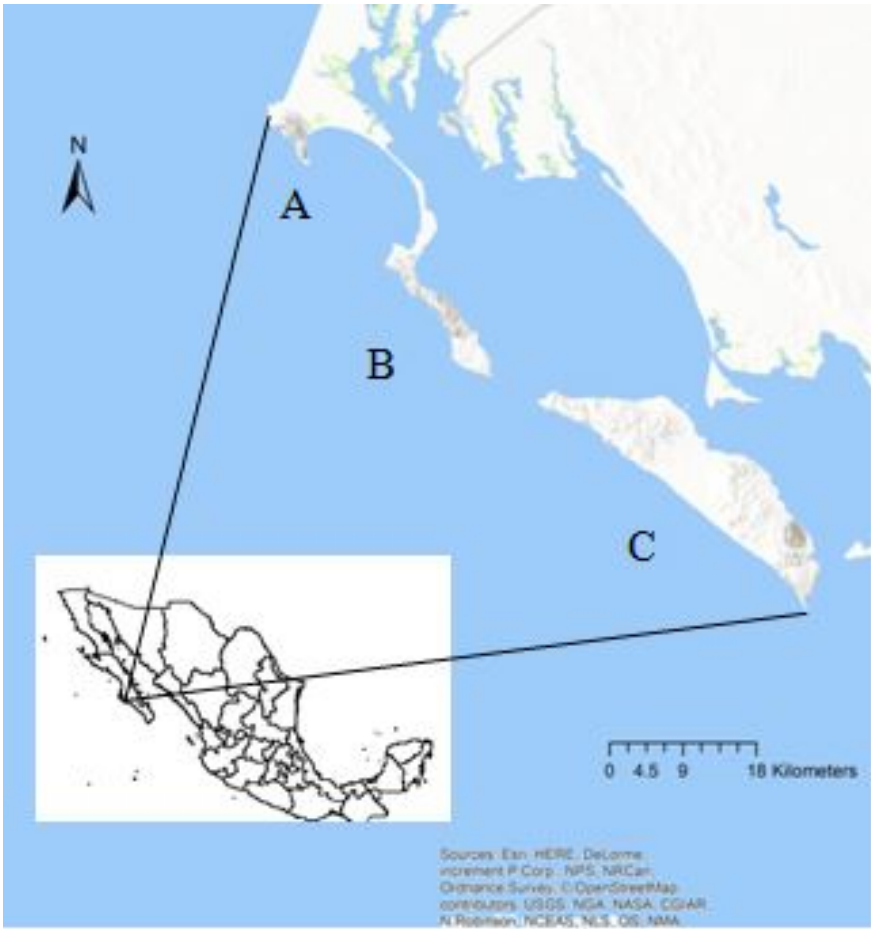 N
A
B
C
0 4.5 9 18 Kilometers
Sources: Esri, HERE, DeLorme,
increment P Corp., NPS, NRCan,
Ordnance Survey, © OpenStreetMap
contributors, USGS, NGA, NASA, CGIAR,
N Robinson, NCEAS, NLS, OS, NMA,